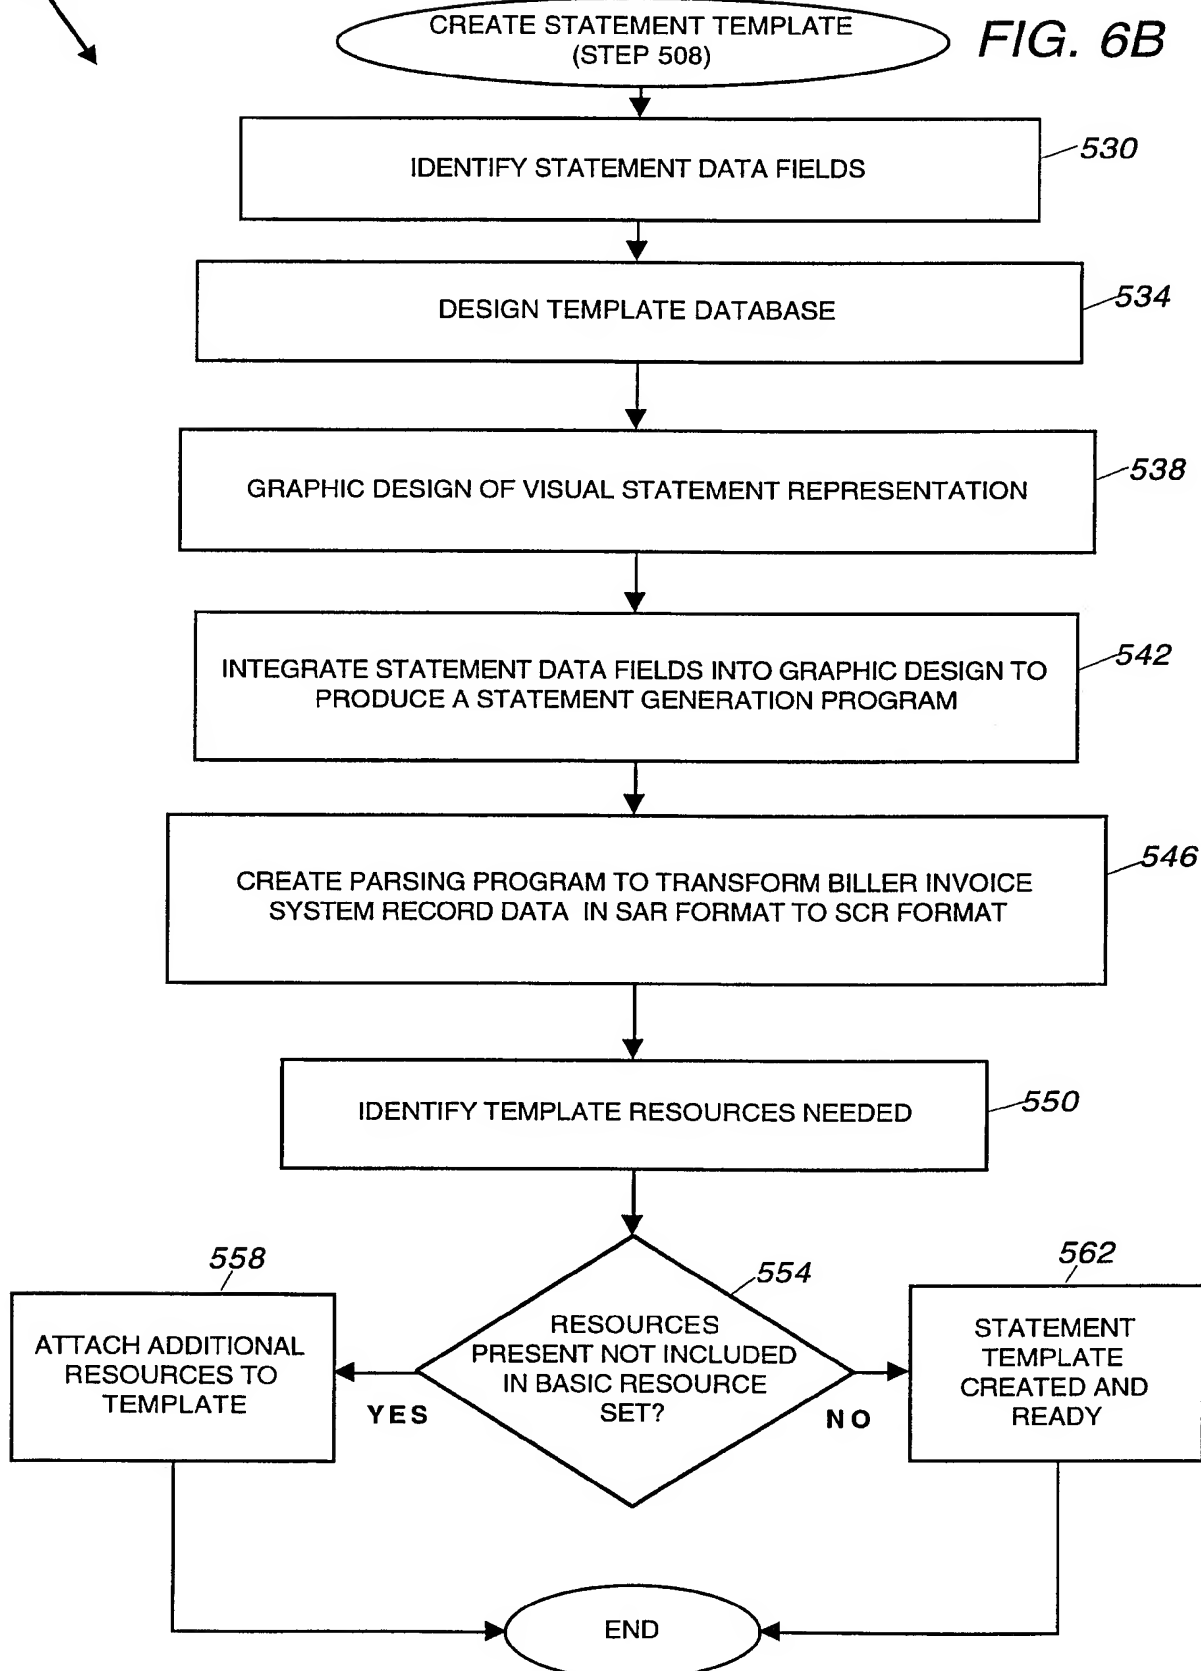 CREATE STATEMENT TEMPLATE
(STEP 508)
FIG. 6B
IDENTIFY STATEMENT DATA FIELDS
530
DESIGN TEMPLATE DATABASE
534
GRAPHIC DESIGN OF VISUAL STATEMENT REPRESENTATION
538
INTEGRATE STATEMENT DATA FIELDS INTO GRAPHIC DESIGN TO
PRODUCE A STATEMENT GENERATION PROGRAM
542
CREATE PARSING PROGRAM TO TRANSFORM BILLER INVOICE
SYSTEM RECORD DATA IN SAR FORMAT TO SCR FORMAT
546
IDENTIFY TEMPLATE RESOURCES NEEDED
550
558
ATTACH ADDITIONAL
RESOURCES TO
TEMPLATE
554
RESOURCES
PRESENT NOT INCLUDED
IN BASIC RESOURCE
SET?
YES
NO
562
STATEMENT
TEMPLATE
CREATED AND
READY
END